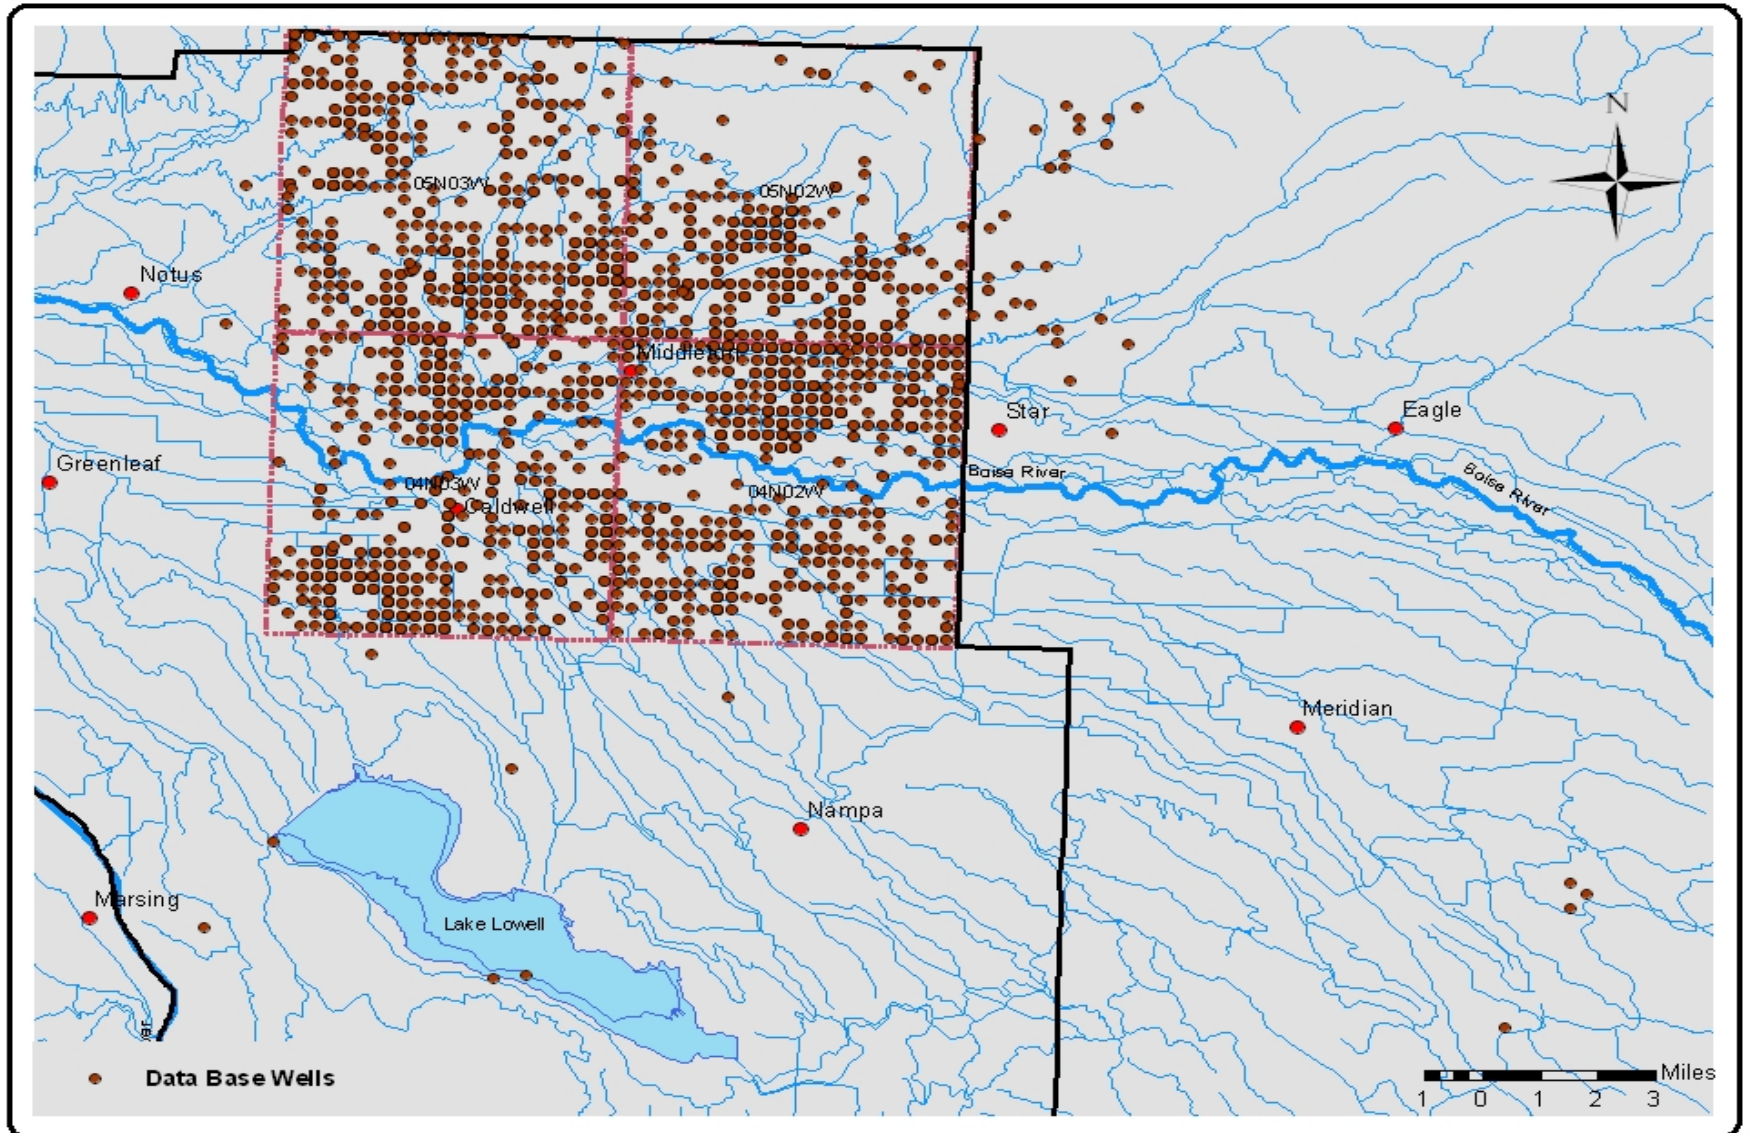 N
05N03W
05N02W
Notus
Middleton
Star
Eagle
Greenleaf
Boise River
Boise River
04N03W
04N02W
Caldwell
Meridian
Nampa
Marsing
Lake Lowell
Data Base Wells
Miles
1 0 1 2 3